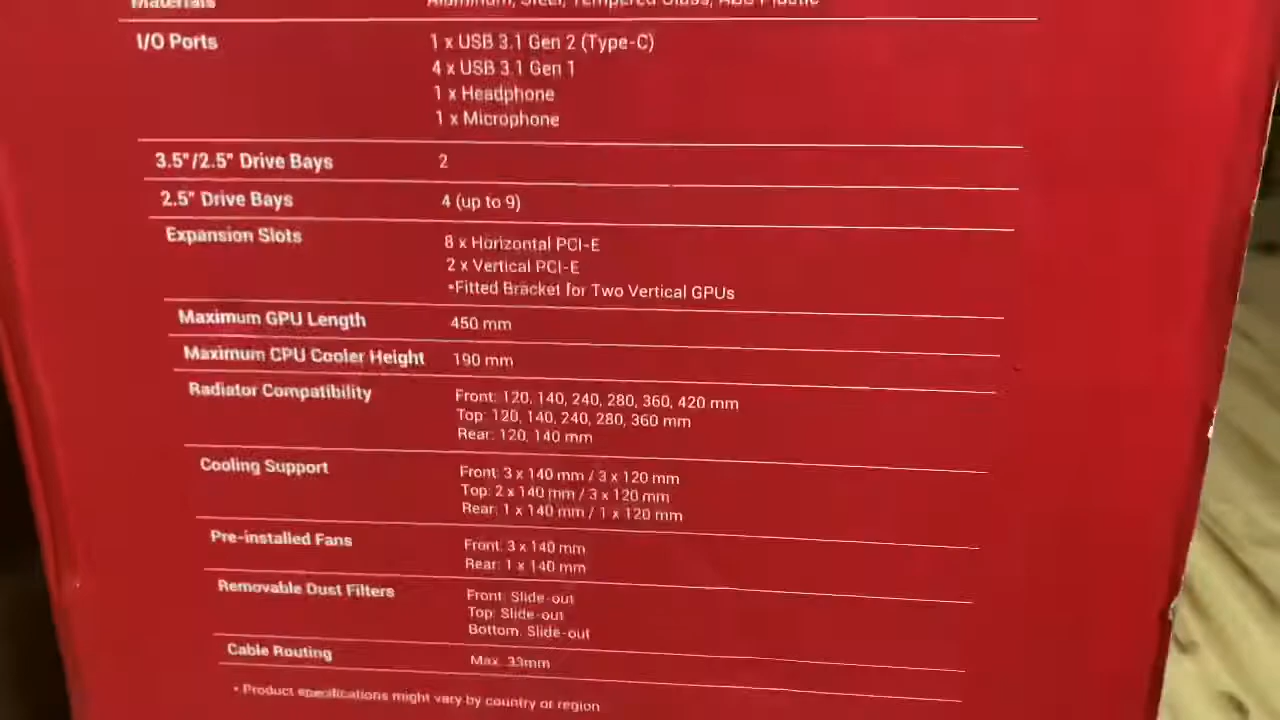 Materials Aluminum, Steel, Tempered Glass, ABS Plastic
I/O Ports 1 x USB 3.1 Gen 2 (Type-C)
4 x USB 3.1 Gen 1
1 x Headphone
1 x Microphone
3.5"/2.5" Drive Bays 2
2.5" Drive Bays 4 (up to 9)
Expansion Slots 8 x Horizontal PCI-E
2 x Vertical PCI-E
•Fitted Bracket for Two Vertical GPUs
Maximum GPU Length 450 mm
Maximum CPU Cooler Height 190 mm
Radiator Compatibility Front: 120, 140, 240, 280, 360, 420 mm
Top: 120, 140, 240, 280, 360 mm
Rear: 120, 140 mm
Cooling Support Front: 3 x 140 mm / 3 x 120 mm
Top: 2 x 140 mm / 3 x 120 mm
Rear: 1 x 140 mm / 1 x 120 mm
Pre-installed Fans Front: 3 x 140 mm
Rear: 1 x 140 mm
Removable Dust Filters Front: Slide-out
Top: Slide-out
Bottom: Slide-out
Cable Routing Max. 33mm
• Product specifications might vary by country or region